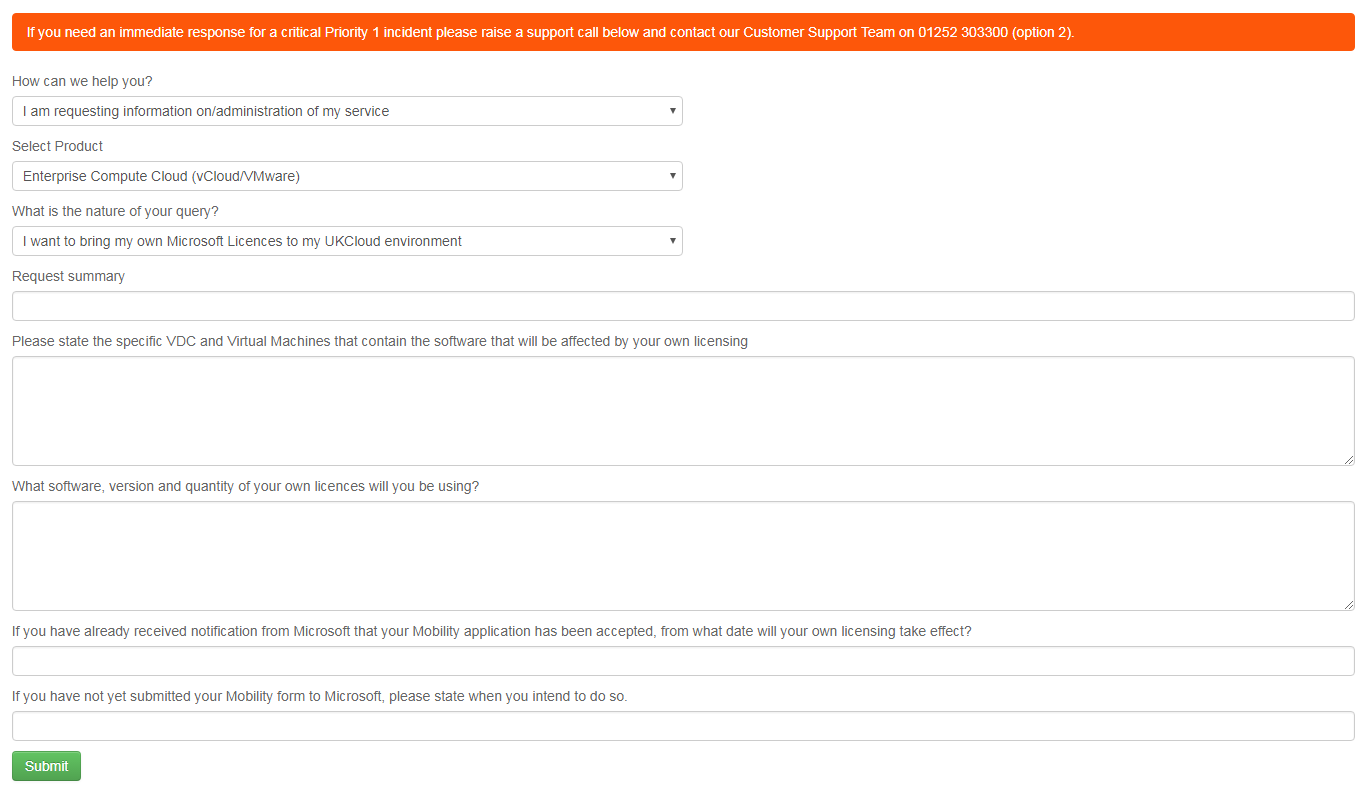 If you need an immediate response for a critical Priority 1 incident please raise a support call below and contact our Customer Support Team on 01252 303300 (option 2).
How can we help you?
I am requesting information on/administration of my service
Select Product
Enterprise Compute Cloud (vCloud/VMware)
What is the nature of your query?
I want to bring my own Microsoft Licences to my UKCloud environment
Request summary
Please state the specific VDC and Virtual Machines that contain the software that will be affected by your own licensing
What software, version and quantity of your own licences will you be using?
If you have already received notification from Microsoft that your Mobility application has been accepted, from what date will your own licensing take effect?
If you have not yet submitted your Mobility form to Microsoft, please state when you intend to do so.
Submit